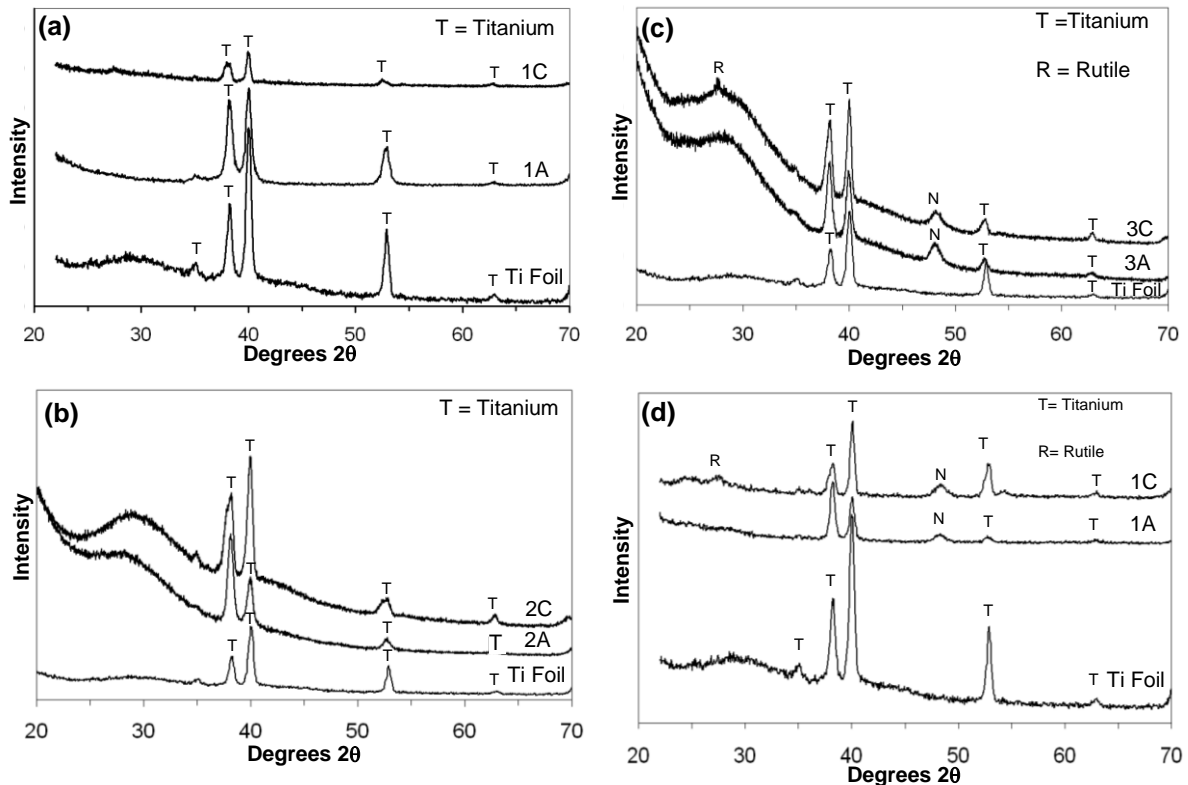 (a)
T = Titanium
T T
1C
T T
T
T
1A
T
T T
T
Ti Foil
T
Intensity
20 30 40 50 60 70
Degrees 2θ
(c)
T =Titanium
R = Rutile
R
T T
N
T T
3C
N
3A
T T T
Ti Foil
T
Intensity
20 30 40 50 60 70
Degrees 2θ
(b)
T = Titanium
T
T
T T
2C
T
T T
2A
T T
T
T
Ti Foil
Intensity
20 30 40 50 60 70
Degrees 2θ
(d)
T= Titanium
R= Rutile
T
T T
R
N
T
1C
N T T
1A
T T
T
T
Ti Foil
Intensity
20 30 40 50 60 70
Degrees 2θ